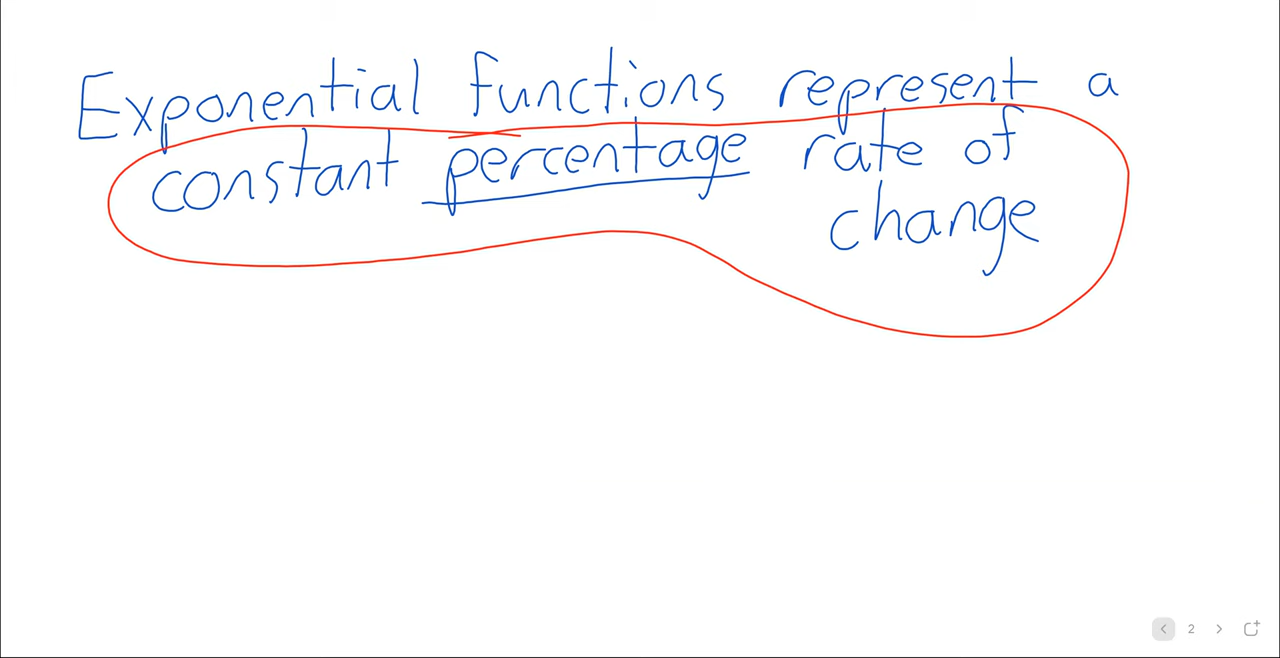 Exponential functions represent a
constant percentage rate of
change
2